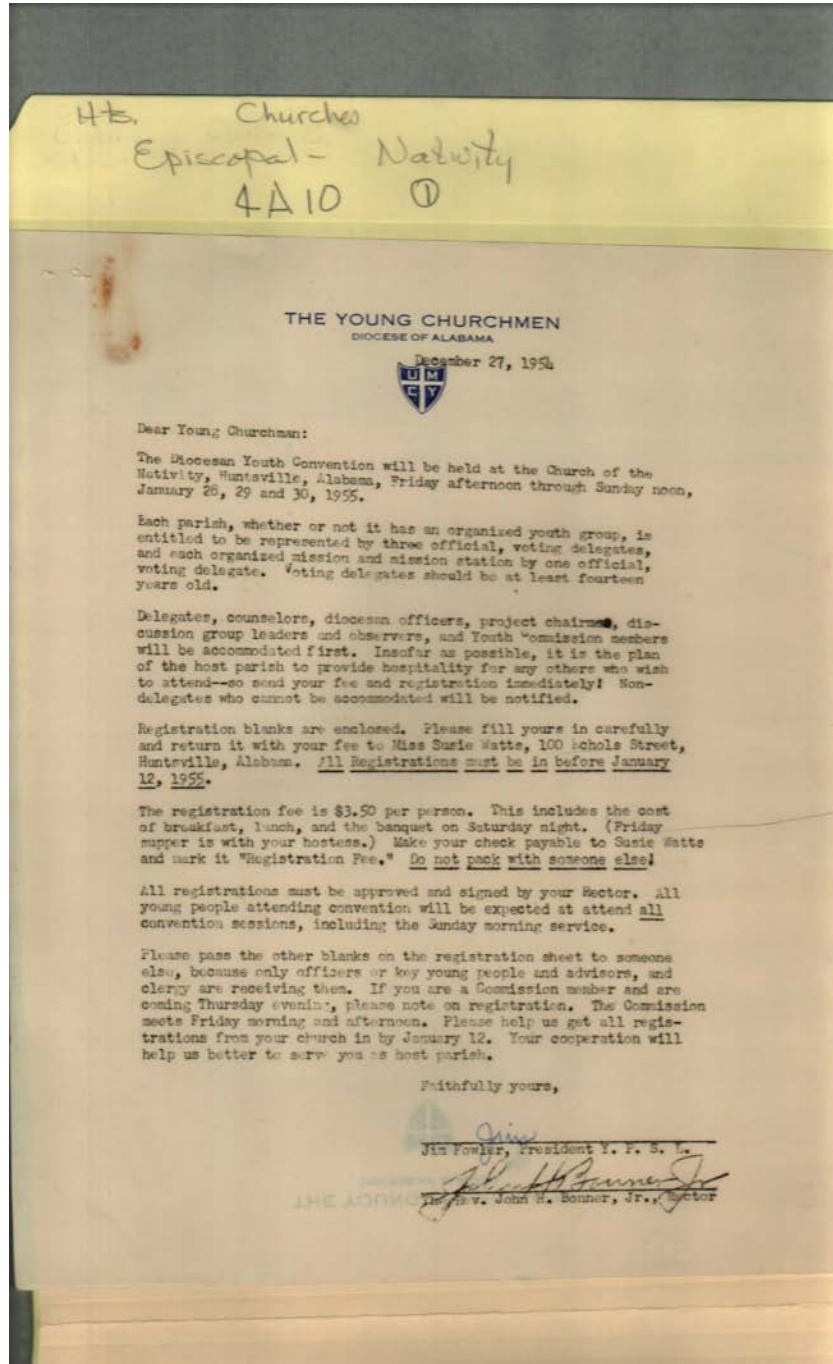 Hts. Churches
Episcopal- Nativity
4A10 ①
THE YOUNG CHURCHMEN
DIOCESE OF ALABAMA
December 27, 1954
UM
CY
Dear Young Churchman:
The Diocesan Youth Convention will be held at the Church of the
Nativity, Huntsville, Alabama, Friday afternoon through Sunday noon,
January 28, 29 and 30, 1955.
Each parish, whether or not it has an organized youth group, is
entitled to be represented by three official, voting delegates,
and each organized mission and mission station by one official,
voting delegate. Voting delegates should be at least fourteen
years old.
Delegates, counselors, diocesan officers, project chairmen, dis-
cussion group leaders and observers, and Youth Commission members
will be accommodated first. Insofar as possible, it is the plan
of the host parish to provide hospitality for any others who wish
to attend--so send your fee and registration immediately! Non-
delegates who cannot be accommodated will be notified.
Registration blanks are enclosed. Please fill yours in carefully
and return it with your fee to Miss Susie Watts, 100 Echols Street,
Huntsville, Alabama. All Registrations must be in before January
12, 1955.
The registration fee is $3.50 per person. This includes the cost
of breakfast, lunch, and the banquet on Saturday night. (Friday
supper is with your hostess.) Make your check payable to Susie Watts
and mark it "Registration Fee." Do not pack with someone else!
All registrations must be approved and signed by your Rector. All
young people attending convention will be expected at attend all
convention sessions, including the Sunday morning service.
Please pass the other blanks on the registration sheet to someone
else, because only officers or key young people and advisors, and
clergy are receiving them. If you are a Commission member and are
coming Thursday evening, please note on registration. The Commission
meets Friday morning and afternoon. Please help us get all regis-
trations from your church in by January 12. Your cooperation will
help us better to serve you as host parish.
Faithfully yours,
Jim
Jim Fowler, President Y. P. S. L.
John H Bonner Jr
The Rev. John H. Bonner, Jr., Rector